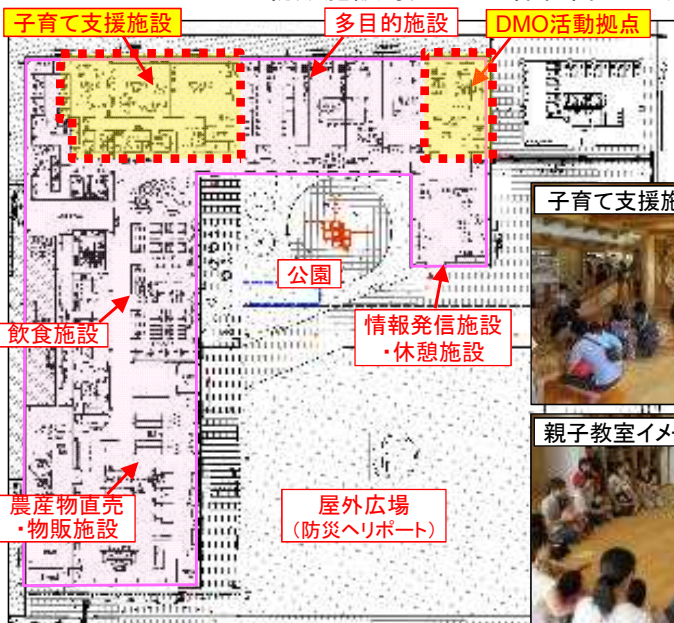 子育て支援施設
多目的施設
DMO活動拠点
子育て支援施
公園
飲食施設
情報発信施設
・休憩施設
親子教室イメー
農産物直売
・物販施設
屋外広場
（防災ヘリポート）